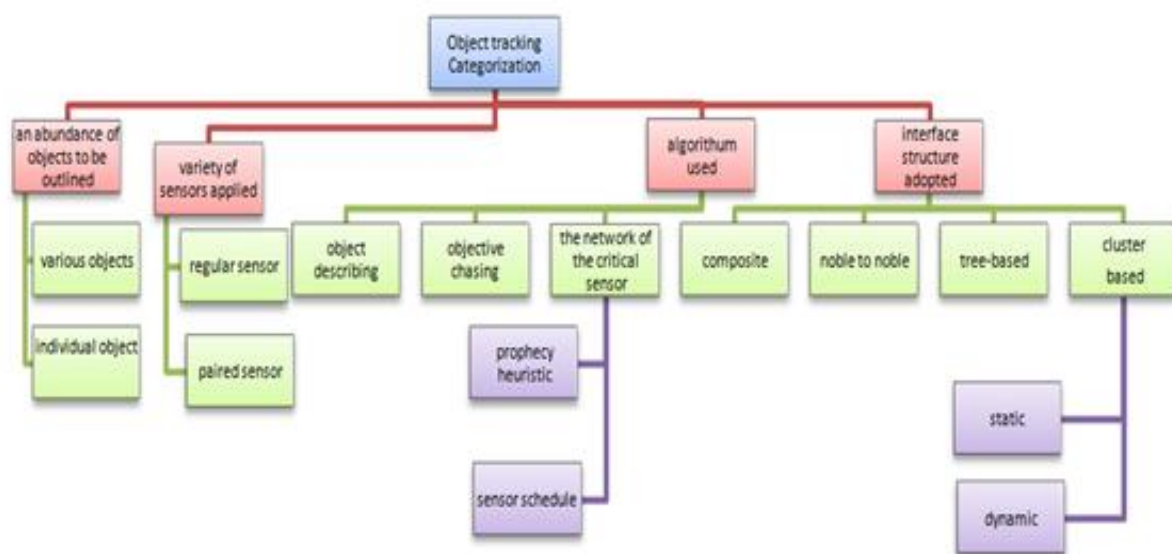 Object tracking
Categorization
an abundance of
objects to be
outlined
variety of
sensors applied
algorithum
used
interface
structure
adopted
various objects
individual object
regular sensor
paired sensor
object
describing
objective
chasing
the network of
the critical
sensor
composite
noble to noble
tree-based
cluster
based
prophecy
heuristic
sensor schedule
static
dynamic